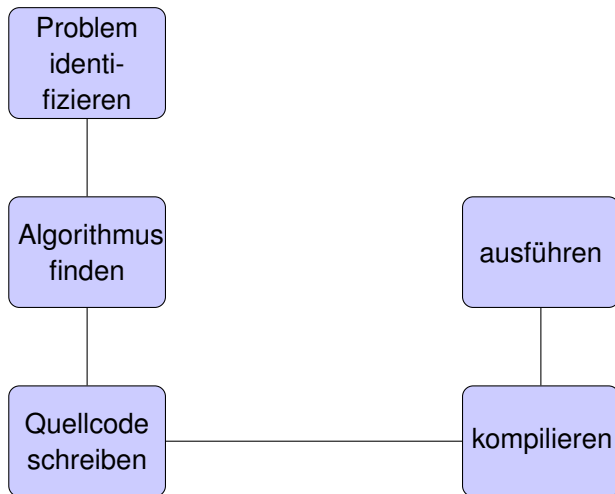 Problem
identi-
fizieren
Algorithmus
finden
ausführen
Quellcode
schreiben
kompilieren